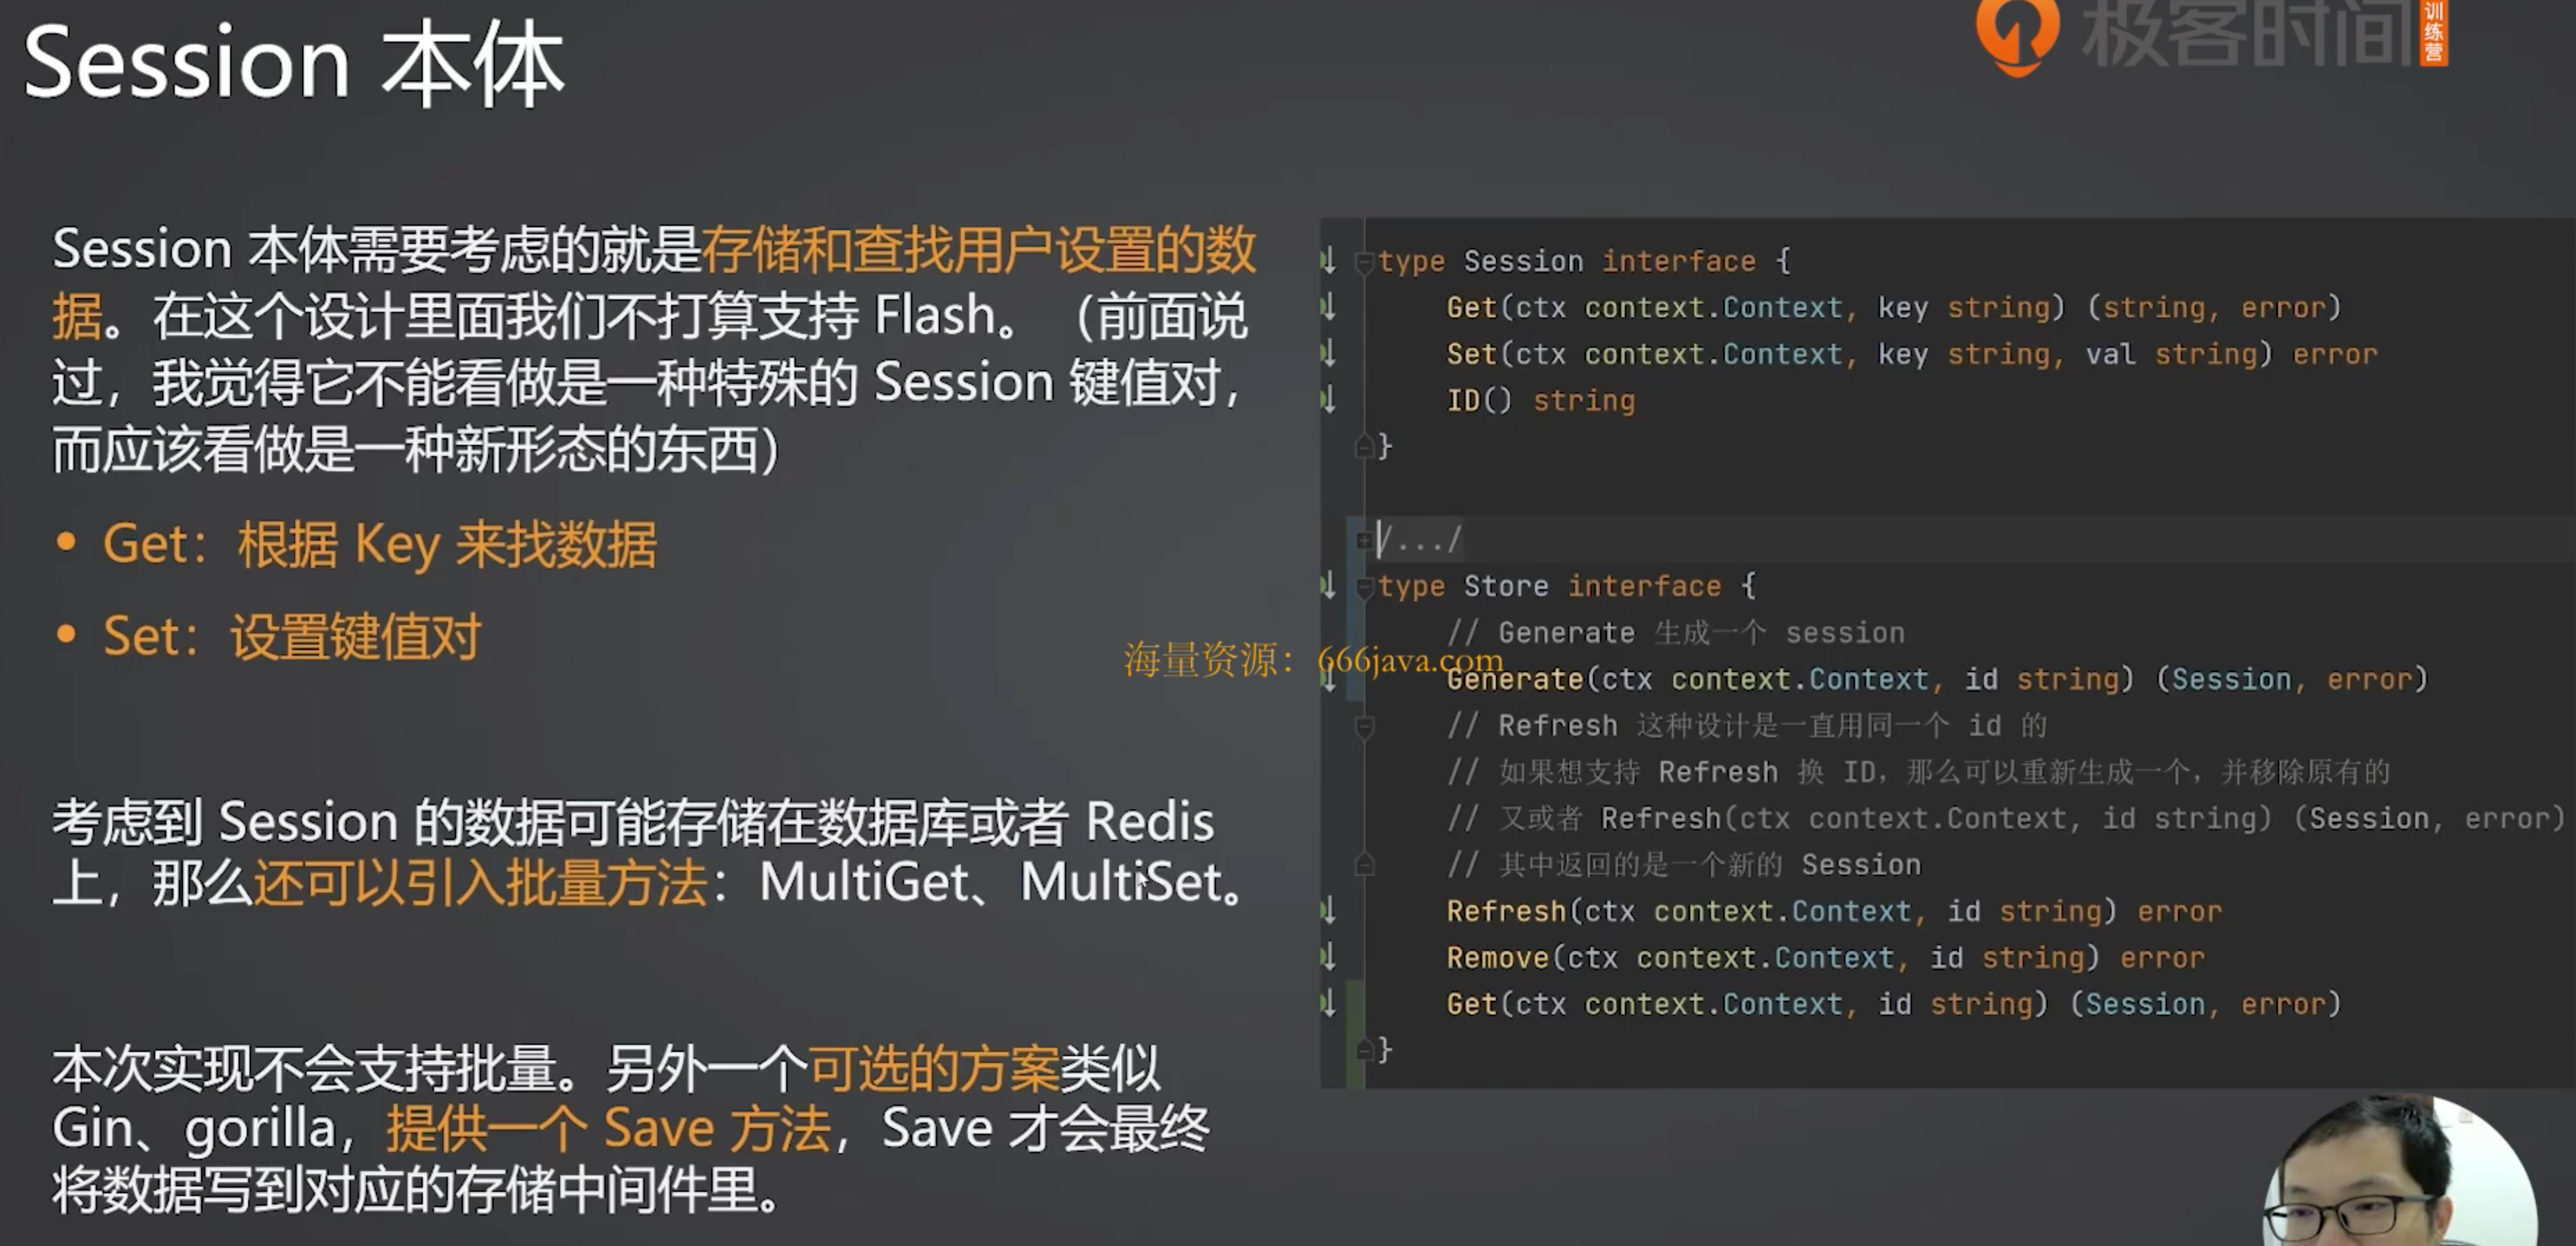 Session 本体
极客时间
训练营
Session 本体需要考虑的就是存储和查找用户设置的数
据。在这个设计里面我们不打算支持 Flash。（前面说
过，我觉得它不能看做是一种特殊的 Session 键值对，
而应该看做是一种新形态的东西）
• Get：根据 Key 来找数据
• Set：设置键值对
考虑到 Session 的数据可能存储在数据库或者 Redis
上，那么还可以引入批量方法：MultiGet、MultiSet。
本次实现不会支持批量。另外一个可选的方案类似
Gin、gorilla，提供一个 Save 方法，Save 才会最终
将数据写到对应的存储中间件里。
type Session interface {
Get(ctx context.Context, key string) (string, error)
Set(ctx context.Context, key string, val string) error
ID() string
}
/.../
type Store interface {
// Generate 生成一个 session
海量资源：666java.com
Generate(ctx context.Context, id string) (Session, error)
// Refresh 这种设计是一直用同一个 id 的
// 如果想支持 Refresh 换 ID，那么可以重新生成一个，并移除原有的
// 又或者 Refresh(ctx context.Context, id string) (Session, error)
// 其中返回的是一个新的 Session
Refresh(ctx context.Context, id string) error
Remove(ctx context.Context, id string) error
Get(ctx context.Context, id string) (Session, error)
}